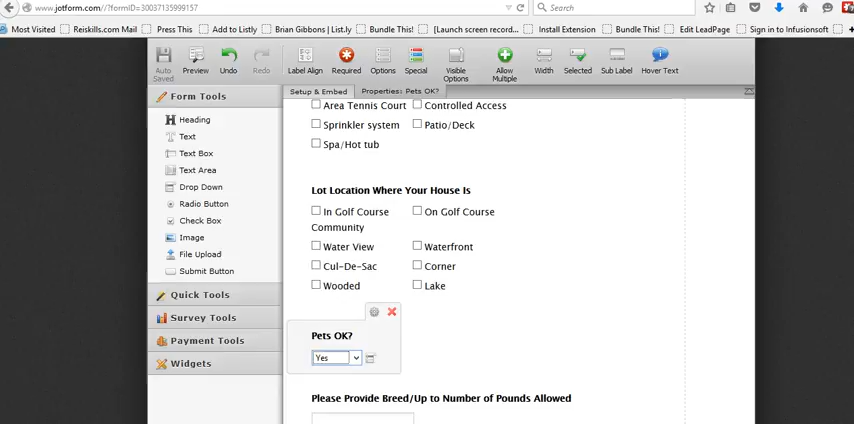 www.jotform.com//?formID=30037135999157
Search
Most Visited Reiskills.com Mail Press This Add to Listly Brian Gibbons | List.ly Bundle This! [Launch screen record... Install Extension Bundle This! Edit LeadPage Sign in to Infusionsoft
Auto Saved Preview Undo Redo Label Align Required Options Special Visible Options Allow Multiple Width Selected Sub Label Hover Text
Form Tools
Setup & Embed Properties: Pets OK?
Heading
Text
Text Box
Text Area
Drop Down
Radio Button
Check Box
Image
File Upload
Submit Button
Quick Tools
Survey Tools
Payment Tools
Widgets
Area Tennis Court Controlled Access
Sprinkler system Patio/Deck
Spa/Hot tub
Lot Location Where Your House Is
In Golf Course Community On Golf Course
Water View Waterfront
Cul-De-Sac Corner
Wooded Lake
Pets OK?
Yes
Please Provide Breed/Up to Number of Pounds Allowed